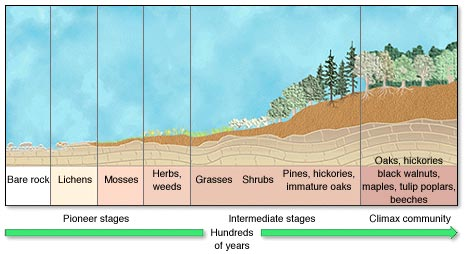 Bare rock
Lichens
Mosses
Herbs,
weeds
Grasses
Shrubs
Pines, hickories,
immature oaks
Oaks, hickories
black walnuts,
maples, tulip poplars,
beeches
Pioneer stages
Intermediate stages
Climax community
Hundreds
of years